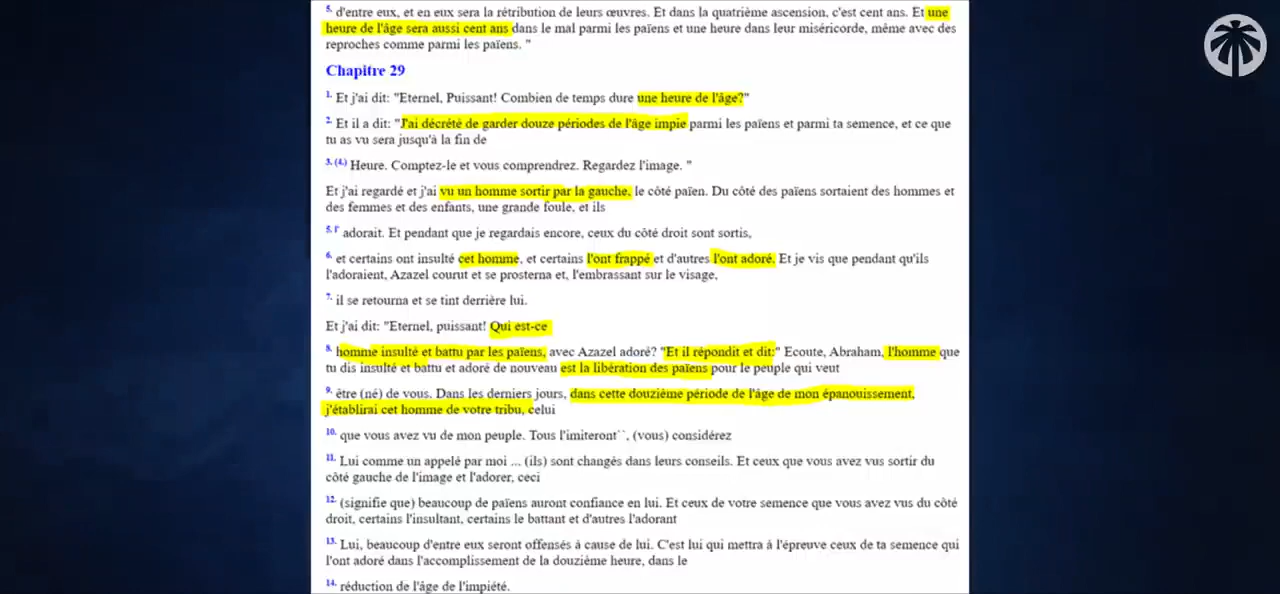 5. d'entre eux, et en eux sera la rétribution de leurs œuvres. Et dans la quatrième ascension, c'est cent ans. Et une
heure de l'âge sera aussi cent ans dans le mal parmi les païens et une heure dans leur miséricorde, même avec des
reproches comme parmi les païens. "
Chapitre 29
1. Et j'ai dit: "Eternel, Puissant! Combien de temps dure une heure de l'âge?"
2. Et il a dit: "J'ai décrété de garder douze périodes de l'âge impie parmi les païens et parmi ta semence, et ce que
tu as vu sera jusqu'à la fin de
3. (4.) Heure. Comptez-le et vous comprendrez. Regardez l'image. "
Et j'ai regardé et j'ai vu un homme sortir par la gauche, le côté païen. Du côté des païens sortaient des hommes et
des femmes et des enfants, une grande foule, et ils
5. r adorait. Et pendant que je regardais encore, ceux du côté droit sont sortis,
6. et certains ont insulté cet homme, et certains l'ont frappé et d'autres l'ont adoré. Et je vis que pendant qu'ils
l'adoraient, Azazel courut et se prosterna et, l'embrassant sur le visage,
7. il se retourna et se tint derrière lui.
Et j'ai dit: "Eternel, puissant! Qui est-ce
8. homme insulté et battu par les païens, avec Azazel adoré? "Et il répondit et dit:" Ecoute, Abraham, l'homme que
tu dis insulté et battu et adoré de nouveau est la libération des païens pour le peuple qui veut
9. être (né) de vous. Dans les derniers jours, dans cette douzième période de l'âge de mon épanouissement,
j'établirai cet homme de votre tribu, celui
10. que vous avez vu de mon peuple. Tous l'imiteront``, (vous) considérez
11. Lui comme un appelé par moi ... (ils) sont changés dans leurs conseils. Et ceux que vous avez vus sortir du
côté gauche de l'image et l'adorer, ceci
12. (signifie que) beaucoup de païens auront confiance en lui. Et ceux de votre semence que vous avez vus du côté
droit, certains l'insultant, certains le battant et d'autres l'adorant
13. Lui, beaucoup d'entre eux seront offensés à cause de lui. C'est lui qui mettra à l'épreuve ceux de ta semence qui
l'ont adoré dans l'accomplissement de la douzième heure, dans le
14. réduction de l'âge de l'impiété.